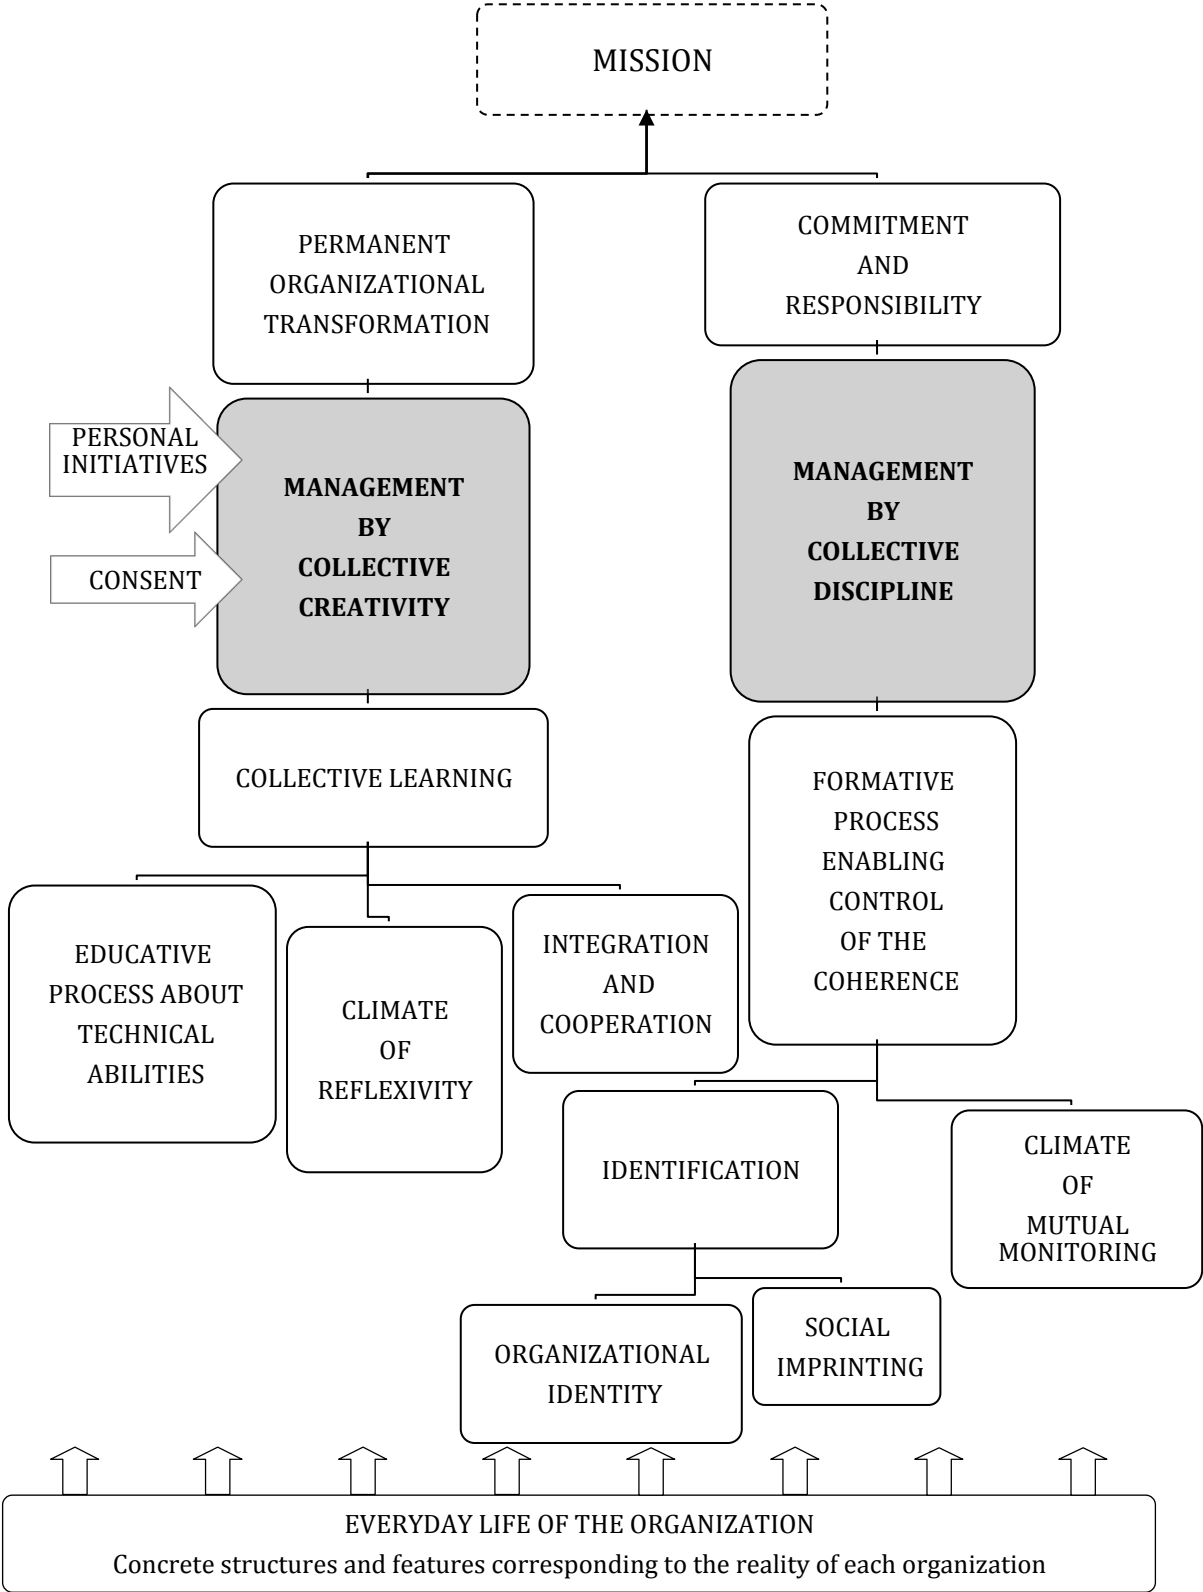 MISSION
PERMANENT
ORGANIZATIONAL
TRANSFORMATION
COMMITMENT
AND
RESPONSIBILITY
PERSONAL
INITIATIVES
CONSENT
MANAGEMENT
BY
COLLECTIVE
CREATIVITY
MANAGEMENT
BY
COLLECTIVE
DISCIPLINE
COLLECTIVE LEARNING
FORMATIVE
PROCESS
ENABLING
CONTROL
OF THE
COHERENCE
EDUCATIVE
PROCESS ABOUT
TECHNICAL
ABILITIES
CLIMATE
OF
REFLEXIVITY
INTEGRATION
AND
COOPERATION
IDENTIFICATION
CLIMATE
OF
MUTUAL
MONITORING
ORGANIZATIONAL
IDENTITY
SOCIAL
IMPRINTING
EVERYDAY LIFE OF THE ORGANIZATION
Concrete structures and features corresponding to the reality of each organization